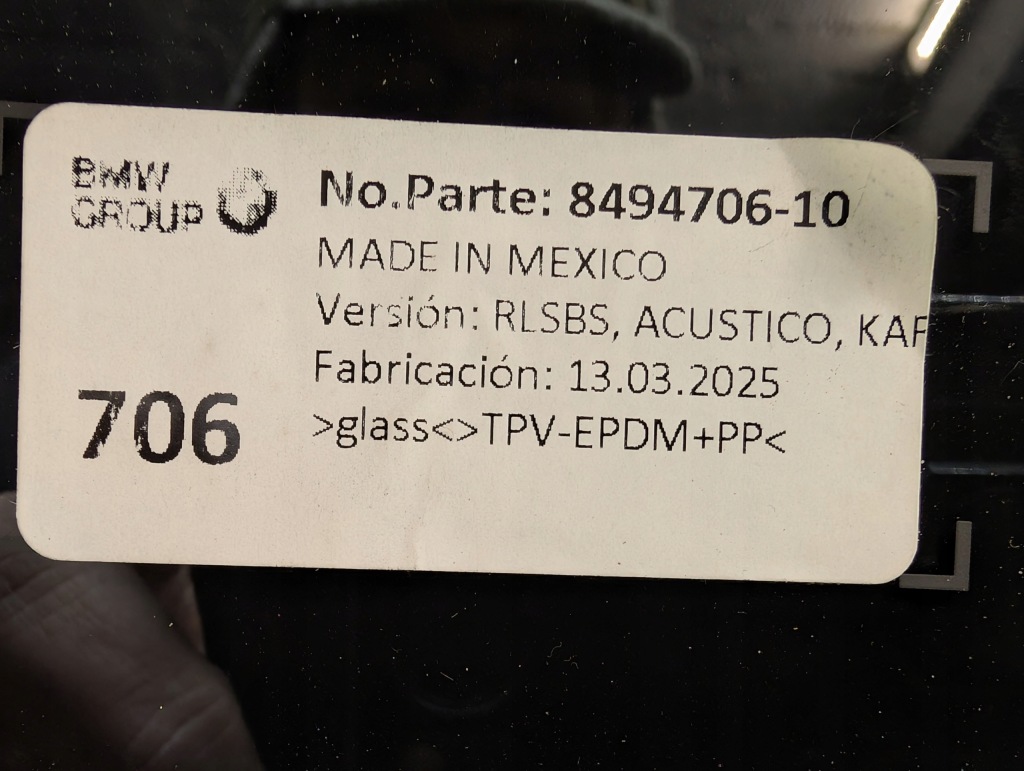 BMW
GROUP
No.Parte: 8494706-10
MADE IN MEXICO
Versión: RLSBS, ACUSTICO, KAF
Fabricación: 13.03.2025
706
>glass<>TPV-EPDM+PP<